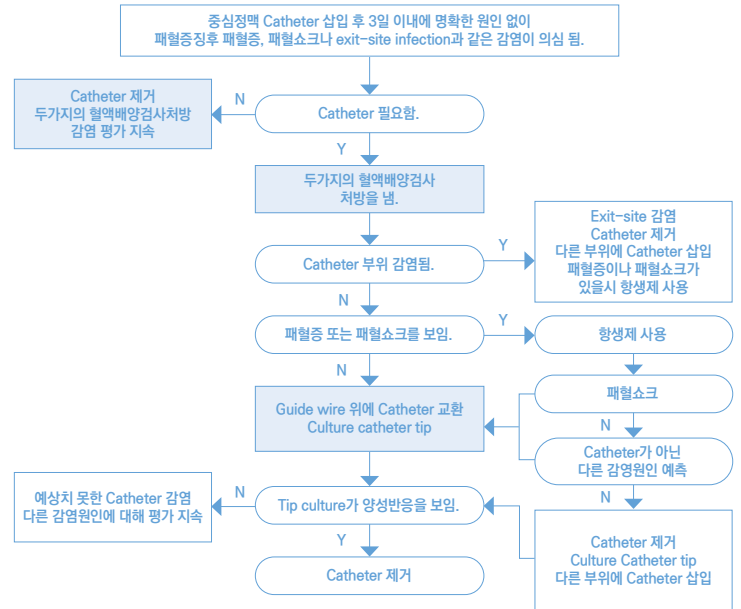 중심정맥 Catheter 삽입 후 3일 이내에 명확한 원인 없이
패혈증징후 패혈증, 패혈쇼크나 exit-site infection과 같은 감염이 의심 됨.
Catheter 제거
두가지의 혈액배양검사처방
감염 평가 지속
N
Catheter 필요함.
Y
두가지의 혈액배양검사
처방을 냄.
Catheter 부위 감염됨.
Y
Exit-site 감염
Catheter 제거
다른 부위에 Catheter 삽입
패혈증이나 패혈쇼크가
있을시 항생제 사용
N
패혈증 또는 패혈쇼크를 보임.
Y
항생제 사용
N
패혈쇼크
Guide wire 위에 Catheter 교환
Culture catheter tip
N
Catheter가 아닌
다른 감영원인 예측
예상치 못한 Catheter 감염
다른 감염원인에 대해 평가 지속
N
Tip culture가 양성반응을 보임.
N
Catheter 제거
Culture Catheter tip
다른 부위에 Catheter 삽입
Y
Catheter 제거